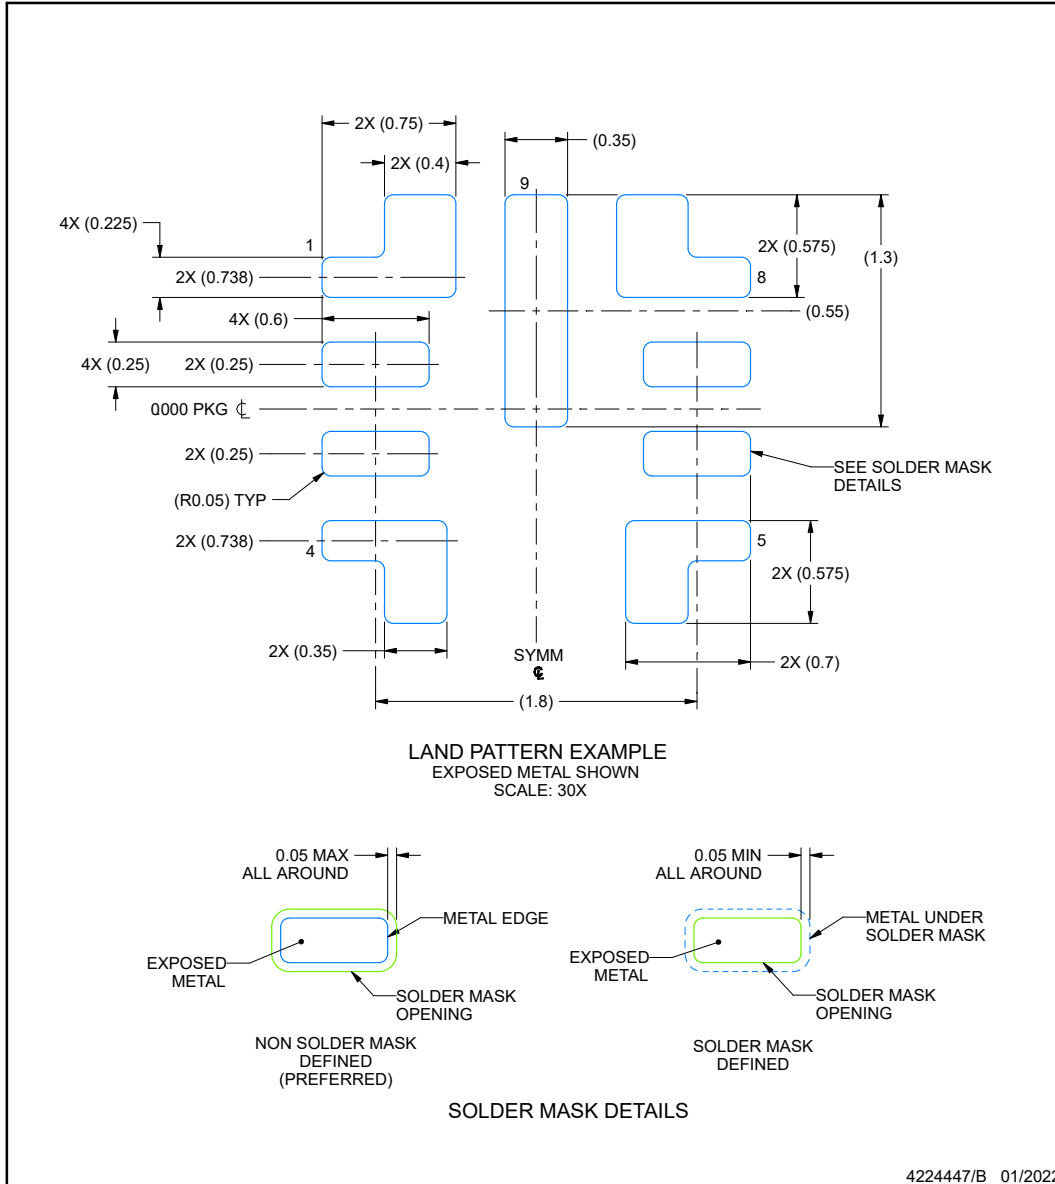 2X (0.75)
(0.35)
2X (0.4)
9
4X (0.225)
1
2X (0.575)
(1.3)
2X (0.738)
8
4X (0.6)
(0.55)
4X (0.25)
2X (0.25)
0.000 PKG ℄
2X (0.25)
SEE SOLDER MASK
DETAILS
(R0.05) TYP
2X (0.738)
4
5
2X (0.575)
2X (0.35)
SYMM
℄
2X (0.7)
(1.8)
LAND PATTERN EXAMPLE
EXPOSED METAL SHOWN
SCALE: 30X
0.05 MAX
ALL AROUND
METAL EDGE
EXPOSED
METAL
SOLDER MASK
OPENING
NON SOLDER MASK
DEFINED
(PREFERRED)
0.05 MIN
ALL AROUND
METAL UNDER
SOLDER MASK
EXPOSED
METAL
SOLDER MASK
OPENING
SOLDER MASK
DEFINED
SOLDER MASK DETAILS
4224447/B 01/2022